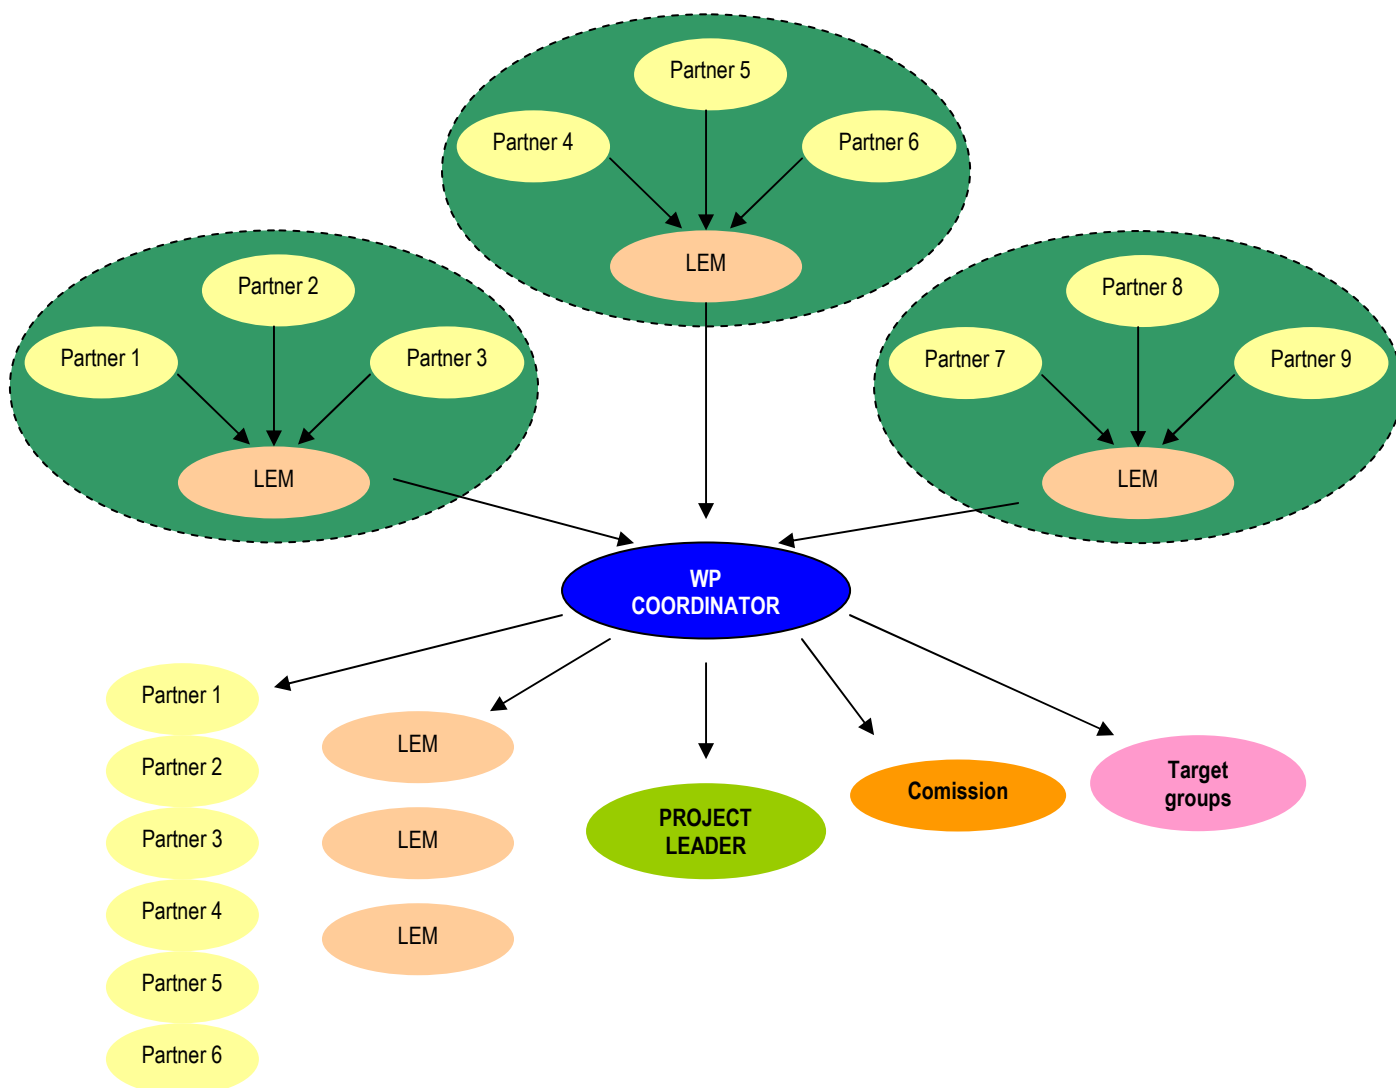 Partner 5
Partner 4
Partner 6
LEM
Partner 2
Partner 1
Partner 3
LEM
Partner 8
Partner 7
Partner 9
LEM
WP
COORDINATOR
Partner 1
Partner 2
Partner 3
Partner 4
Partner 5
Partner 6
LEM
LEM
LEM
PROJECT
LEADER
Comission
Target
groups